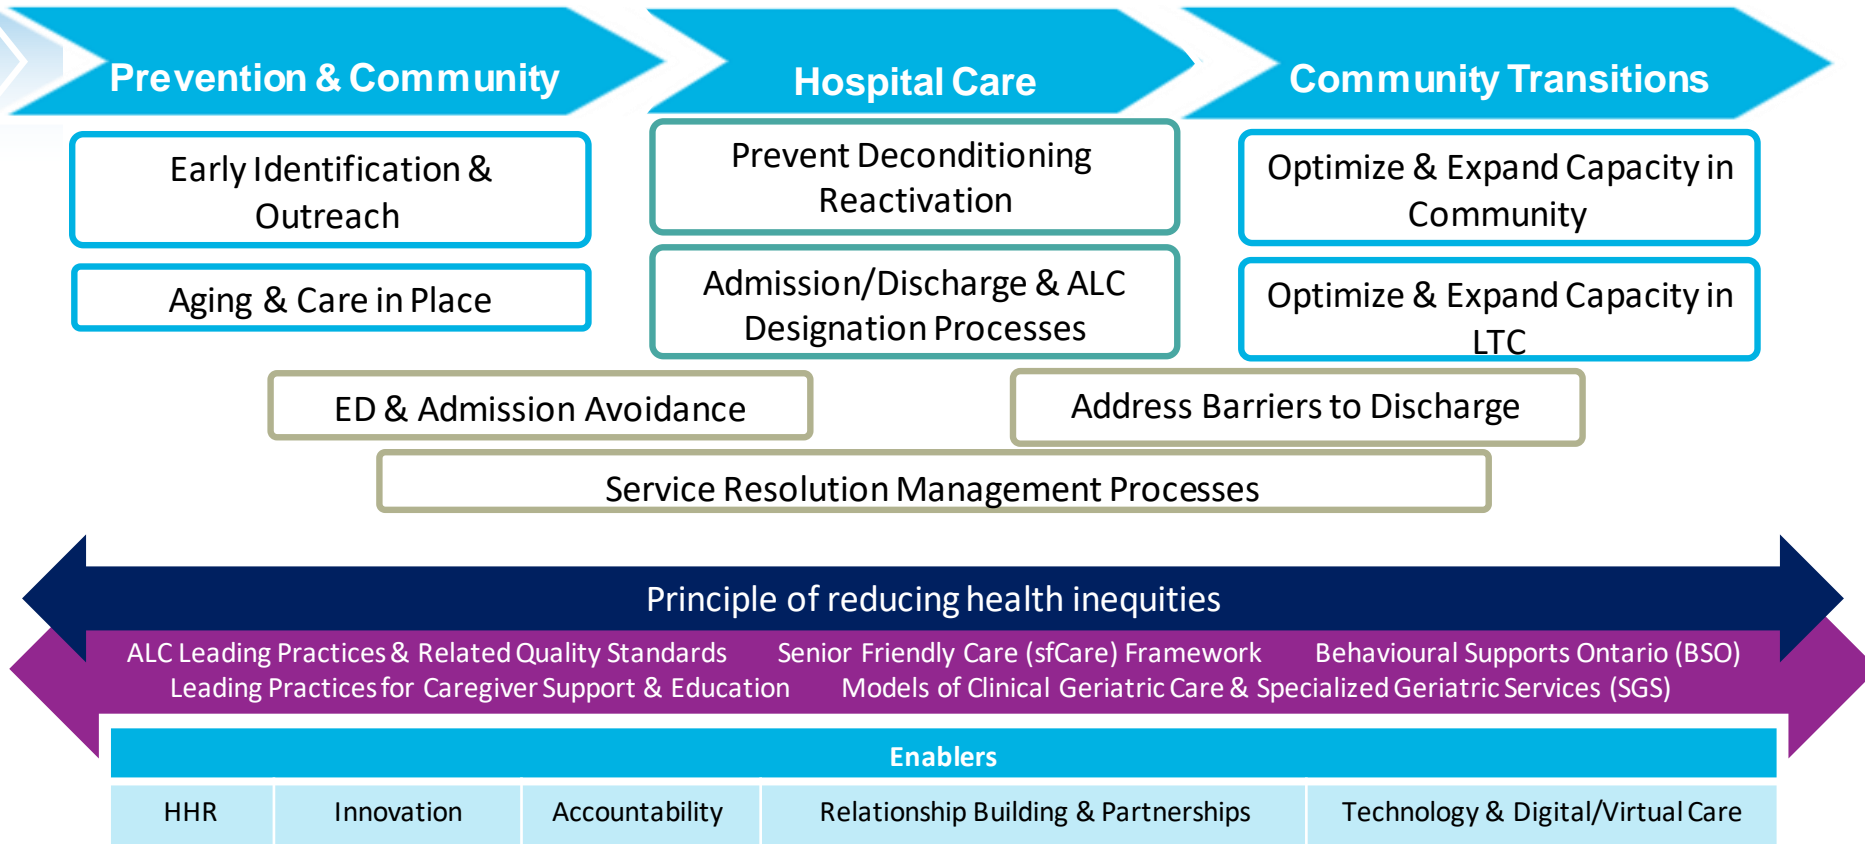 Prevention & Community
Hospital Care
Community Transitions
Early Identification &
Outreach
Prevent Deconditioning
Reactivation
Optimize & Expand Capacity in
Community
Aging & Care in Place
Admission/Discharge & ALC
Designation Processes
Optimize & Expand Capacity in
LTC
ED & Admission Avoidance
Address Barriers to Discharge
Service Resolution Management Processes
Principle of reducing health inequities
ALC Leading Practices & Related Quality Standards Senior Friendly Care (sfCare) Framework Behavioural Supports Ontario (BSO)
Leading Practices for Caregiver Support & Education Models of Clinical Geriatric Care & Specialized Geriatric Services (SGS)
Enablers
HHR Innovation Accountability Relationship Building & Partnerships Technology & Digital/Virtual Care